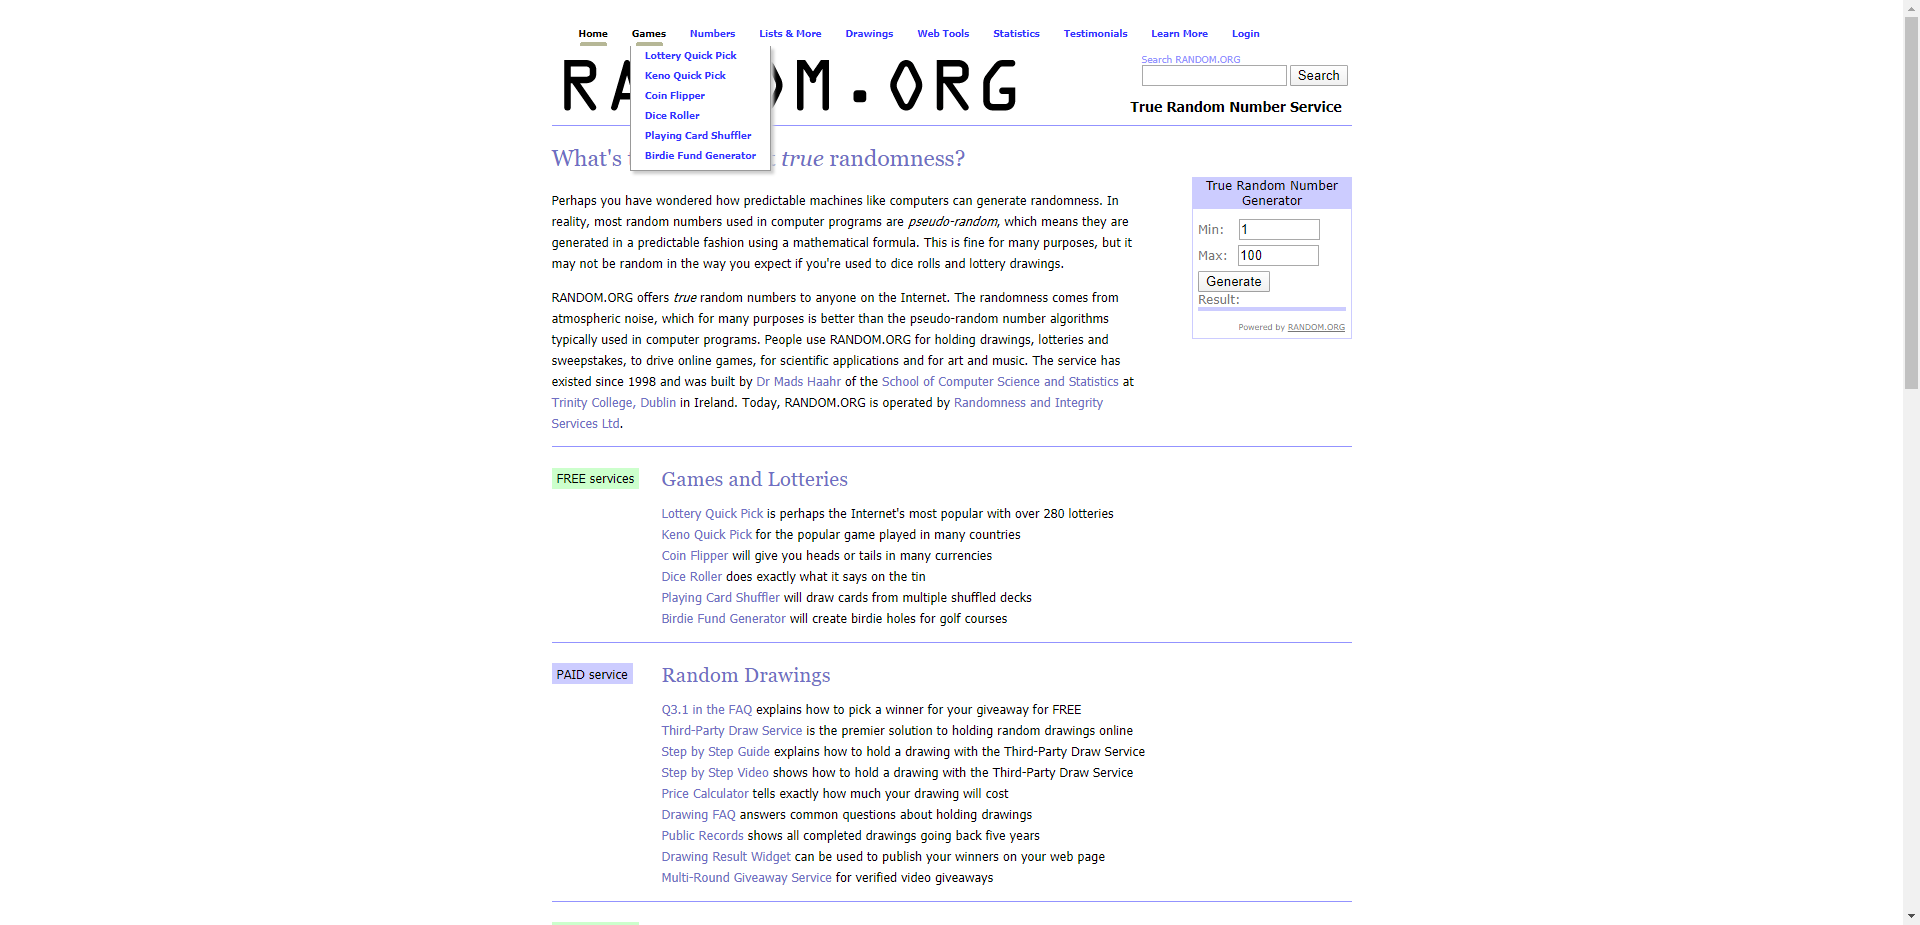 Home Games Numbers Lists & More Drawings Web Tools Statistics Testimonials Learn More Login
Lottery Quick Pick
Keno Quick Pick
Coin Flipper
Dice Roller
Playing Card Shuffler
Birdie Fund Generator
Search RANDOM.ORG
Search
True Random Number Service
What's true randomness?
Perhaps you have wondered how predictable machines like computers can generate randomness. In
reality, most random numbers used in computer programs are pseudo-random, which means they are
generated in a predictable fashion using a mathematical formula. This is fine for many purposes, but it
may not be random in the way you expect if you're used to dice rolls and lottery drawings.
RANDOM.ORG offers true random numbers to anyone on the Internet. The randomness comes from
atmospheric noise, which for many purposes is better than the pseudo-random number algorithms
typically used in computer programs. People use RANDOM.ORG for holding drawings, lotteries and
sweepstakes, to drive online games, for scientific applications and for art and music. The service has
existed since 1998 and was built by Dr Mads Haahr of the School of Computer Science and Statistics at
Trinity College, Dublin in Ireland. Today, RANDOM.ORG is operated by Randomness and Integrity
Services Ltd.
True Random Number
Generator
Min: 1
Max: 100
Generate
Result:
Powered by RANDOM.ORG
FREE services
Games and Lotteries
Lottery Quick Pick is perhaps the Internet's most popular with over 280 lotteries
Keno Quick Pick for the popular game played in many countries
Coin Flipper will give you heads or tails in many currencies
Dice Roller does exactly what it says on the tin
Playing Card Shuffler will draw cards from multiple shuffled decks
Birdie Fund Generator will create birdie holes for golf courses
PAID service
Random Drawings
Q3.1 in the FAQ explains how to pick a winner for your giveaway for FREE
Third-Party Draw Service is the premier solution to holding random drawings online
Step by Step Guide explains how to hold a drawing with the Third-Party Draw Service
Step by Step Video shows how to hold a drawing with the Third-Party Draw Service
Price Calculator tells exactly how much your drawing will cost
Drawing FAQ answers common questions about holding drawings
Public Records shows all completed drawings going back five years
Drawing Result Widget can be used to publish your winners on your web page
Multi-Round Giveaway Service for verified video giveaways